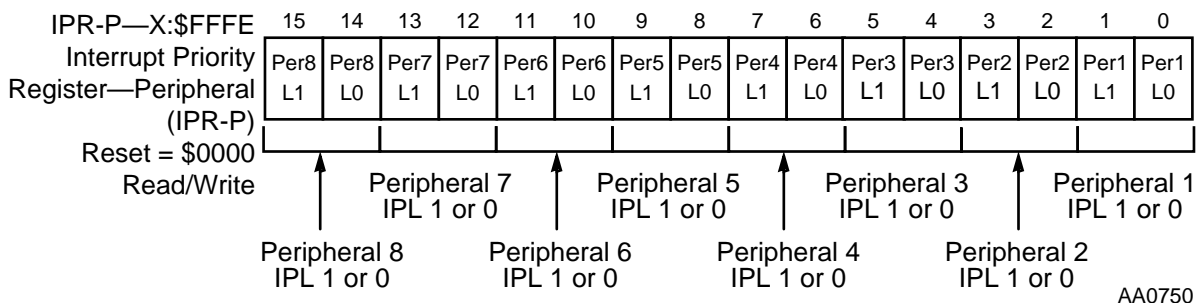 IPR-P—X:$FFFE
Interrupt Priority
Register—Peripheral
(IPR-P)
Reset = $0000
Read/Write
15 14 13 12 11 10 9 8 7 6 5 4 3 2 1 0
Per8 Per8 Per7 Per7 Per6 Per6 Per5 Per5 Per4 Per4 Per3 Per3 Per2 Per2 Per1 Per1
L1 L0 L1 L0 L1 L0 L1 L0 L1 L0 L1 L0 L1 L0 L1 L0
Peripheral 7 Peripheral 5 Peripheral 3 Peripheral 1
IPL 1 or 0 IPL 1 or 0 IPL 1 or 0 IPL 1 or 0
Peripheral 8 Peripheral 6 Peripheral 4 Peripheral 2
IPL 1 or 0 IPL 1 or 0 IPL 1 or 0 IPL 1 or 0
AA0750